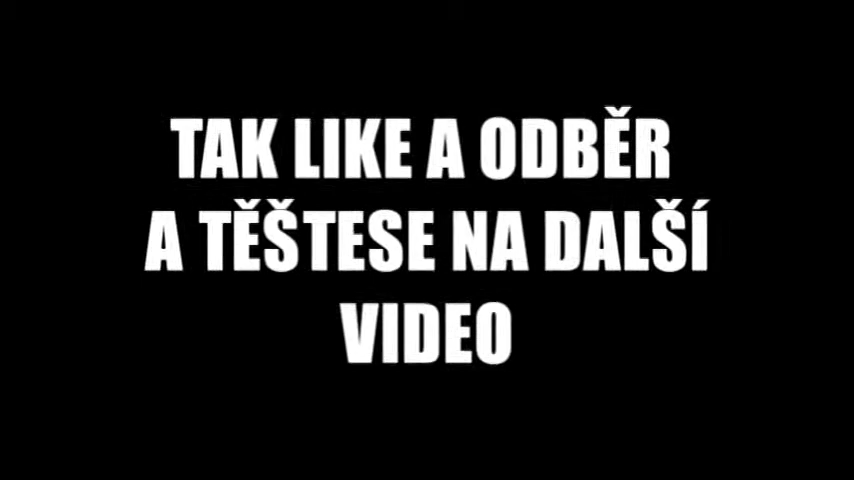 TAK LIKE A ODBĚR
A TĚŠTESE NA DALŠÍ
VIDEO